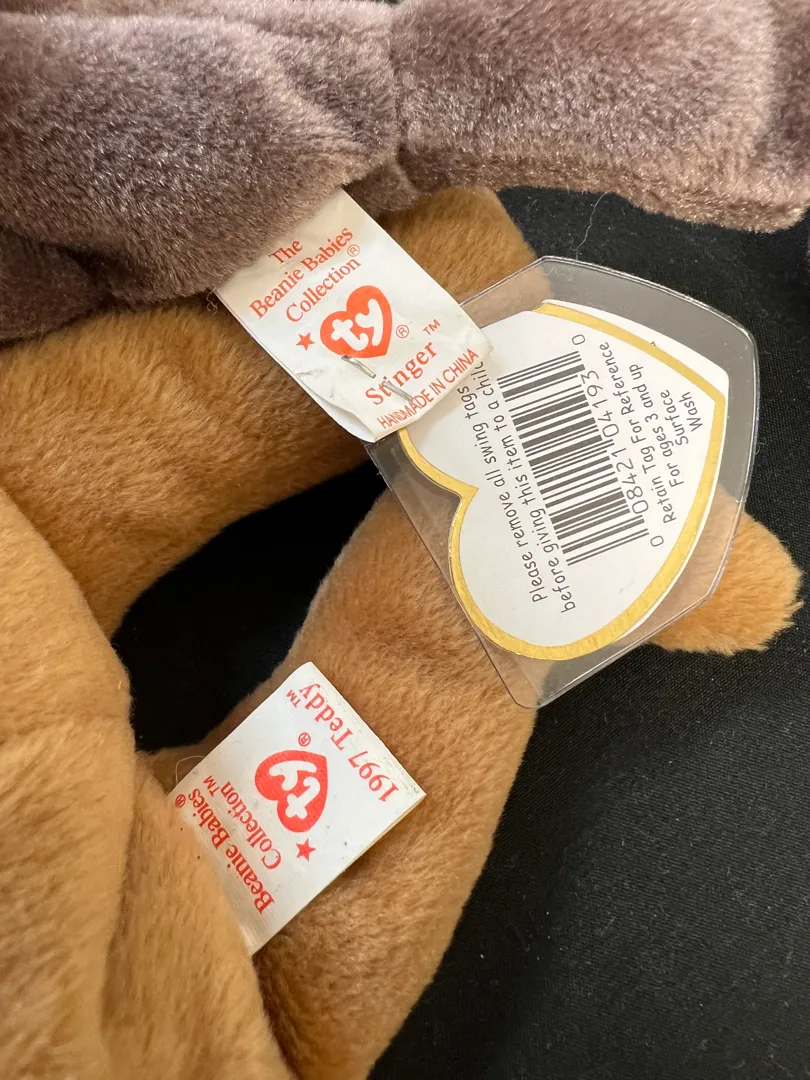 The
Beanie Babies
Collection®
ty ®
Stinger ™
HANDMADE IN CHINA
Please remove all swing tags
before giving this item to a child
0 08421 04193 0
Retain Tag For Reference
For ages 3 and up
Surface
Wash
Beanie Babies®
Collection™
ty ®
1997 Teddy™